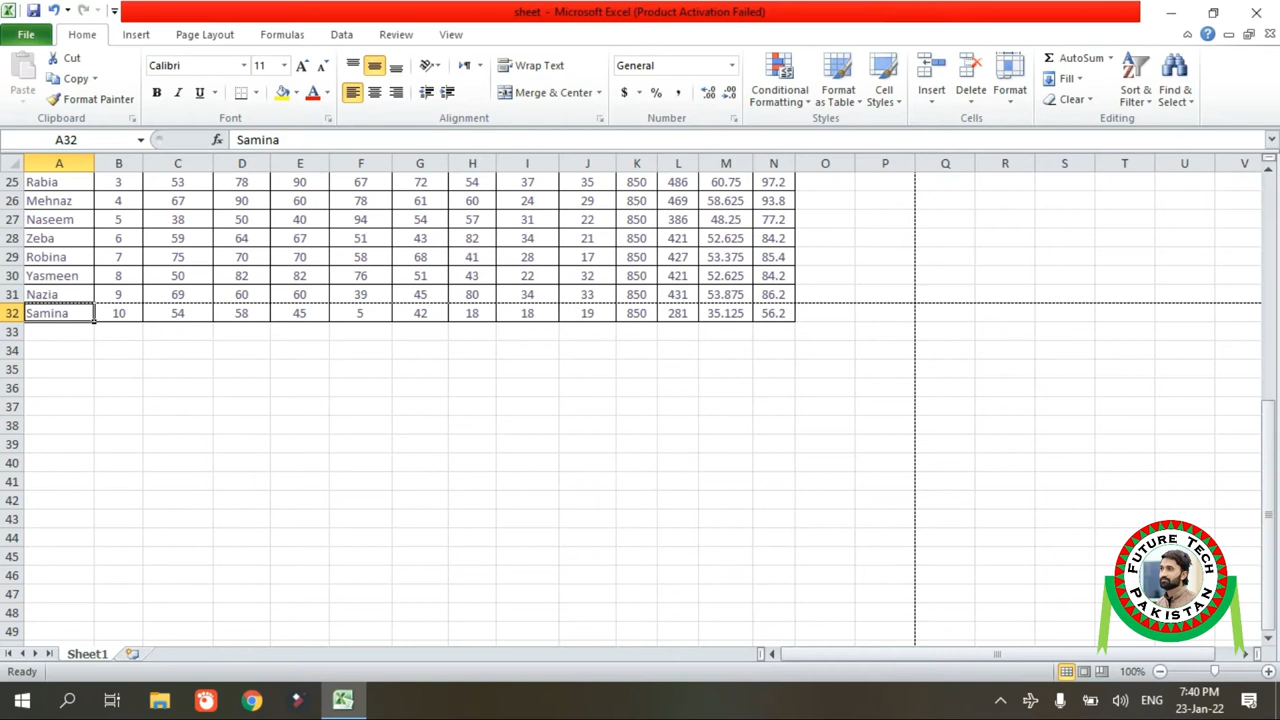 sheet - Microsoft Excel (Product Activation Failed)
File Home Insert Page Layout Formulas Data Review View
Cut
Copy
Format Painter
Paste
Clipboard
Calibri 11
B I U
Font
Wrap Text
Merge & Center
Alignment
General
$ % ,
Number
Conditional Formatting
Format as Table
Cell Styles
Styles
Insert Delete Format
Cells
Σ AutoSum
Fill
Clear
Sort & Filter
Find & Select
Editing
A32 fx Samina
A B C D E F G H I J K L M N O P Q R S T U V
25 Rabia 3 53 78 90 67 72 54 37 35 850 486 60.75 97.2
26 Mehnaz 4 67 90 60 78 61 60 24 29 850 469 58.625 93.8
27 Naseem 5 38 50 40 94 54 57 31 22 850 386 48.25 77.2
28 Zeba 6 59 64 67 51 43 82 34 21 850 421 52.625 84.2
29 Robina 7 75 70 70 58 68 41 28 17 850 427 53.375 85.4
30 Yasmeen 8 50 82 82 76 51 43 22 32 850 421 52.625 84.2
31 Nazia 9 69 60 60 39 45 80 34 33 850 431 53.875 86.2
32 Samina 10 54 58 45 5 42 18 18 19 850 281 35.125 56.2
33
34
35
36
37
38
39
40
41
42
43
44
45
46
47
48
49
FUTURE TECH
PAKISTAN
Sheet1
Ready 100%
ENG
7:40 PM
23-Jan-22